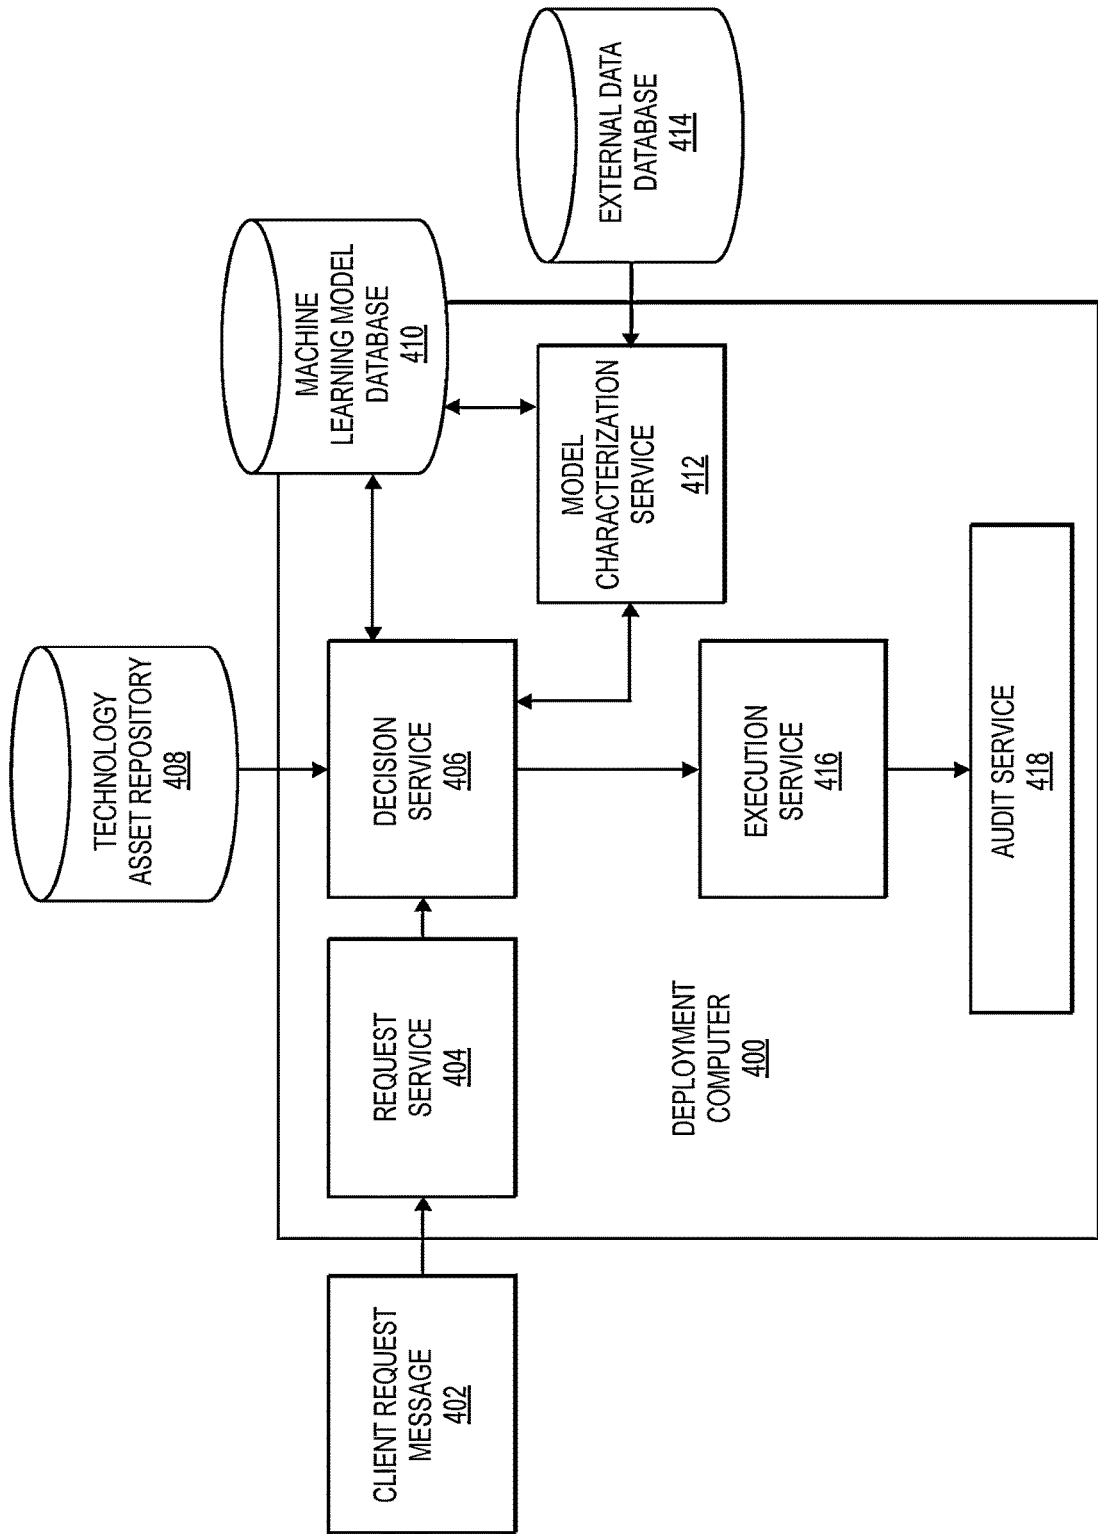 CLIENT REQUEST
MESSAGE
402
REQUEST
SERVICE
404
TECHNOLOGY
ASSET REPOSITORY
408
DECISION
SERVICE
406
MACHINE
LEARNING MODEL
DATABASE
410
MODEL
CHARACTERIZATION
SERVICE
412
EXTERNAL DATA
DATABASE
414
DEPLOYMENT
COMPUTER
400
EXECUTION
SERVICE
416
AUDIT SERVICE
418